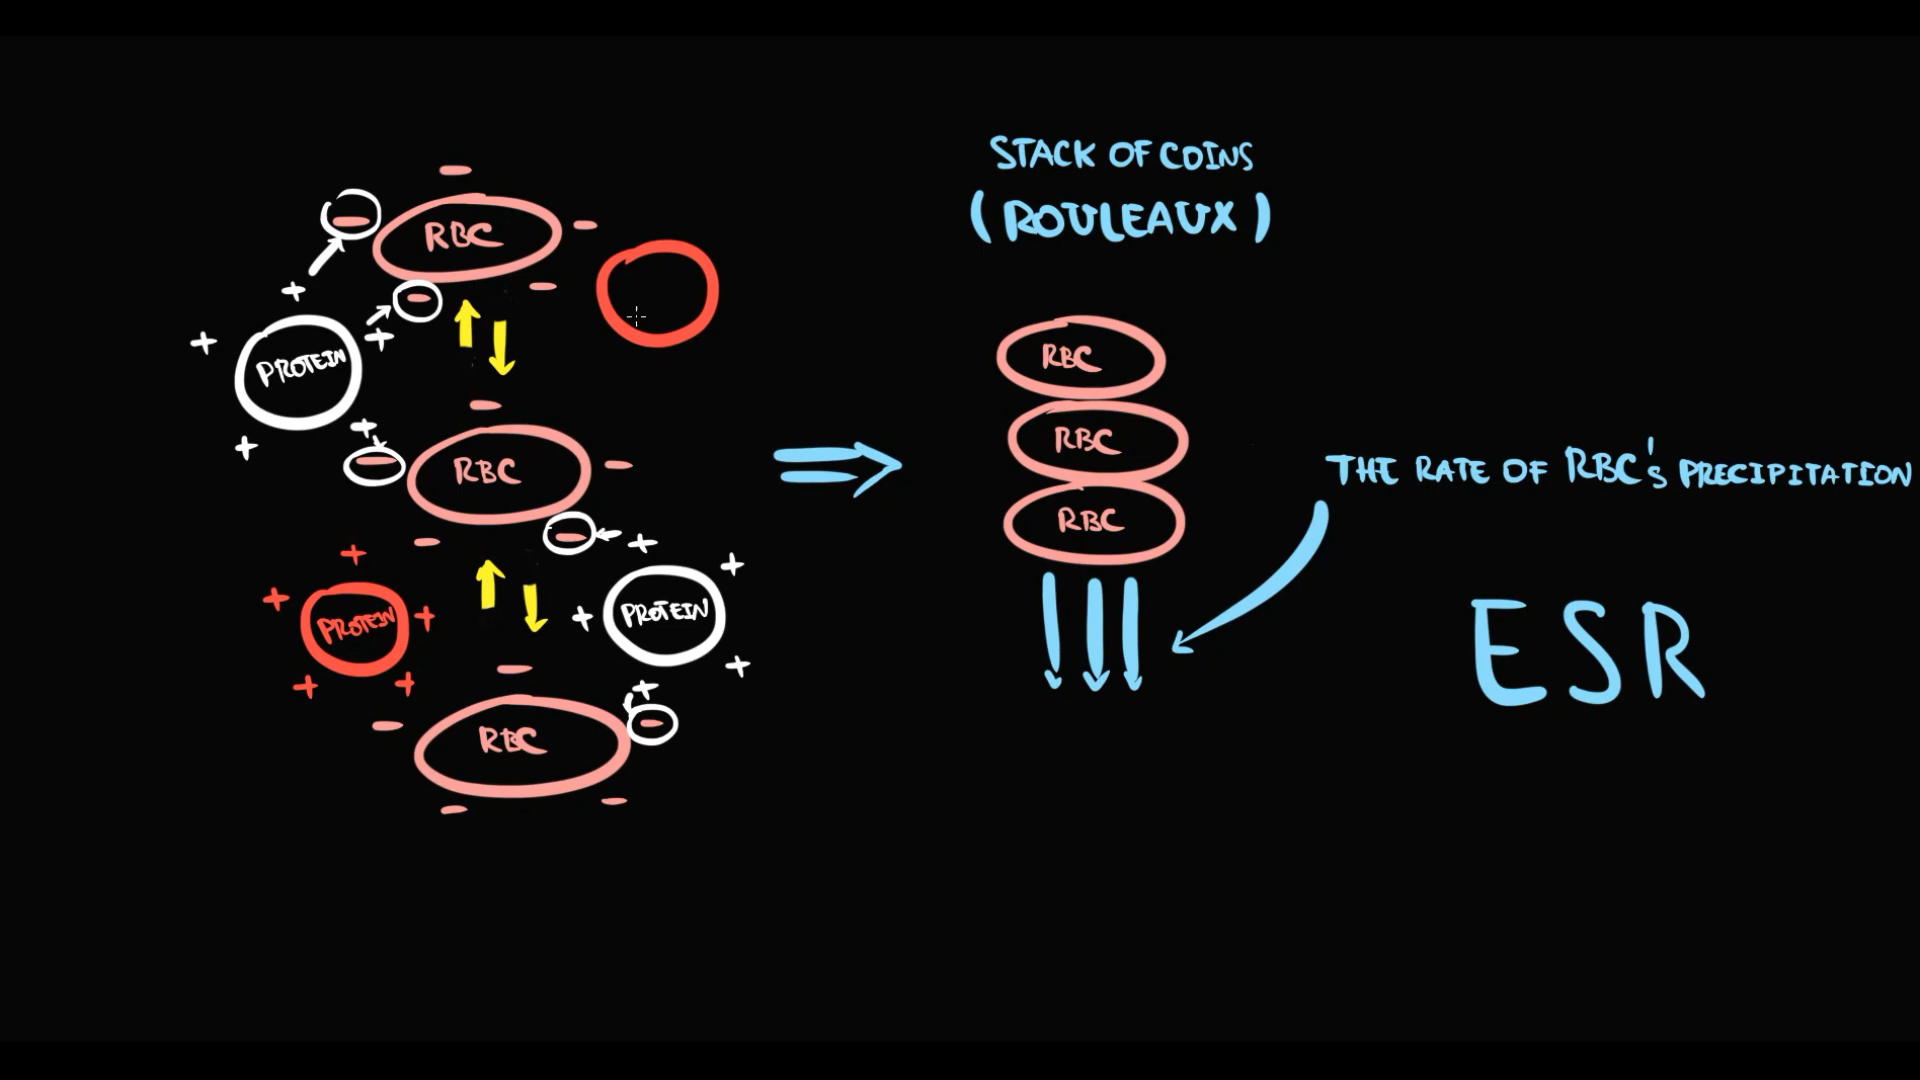 STACK OF COINS
(ROULEAUX)
RBC
PROTEIN
RBC
PROTEIN
PROTEIN
RBC
RBC
RBC
RBC
THE RATE OF RBC's PRECIPITATION
ESR